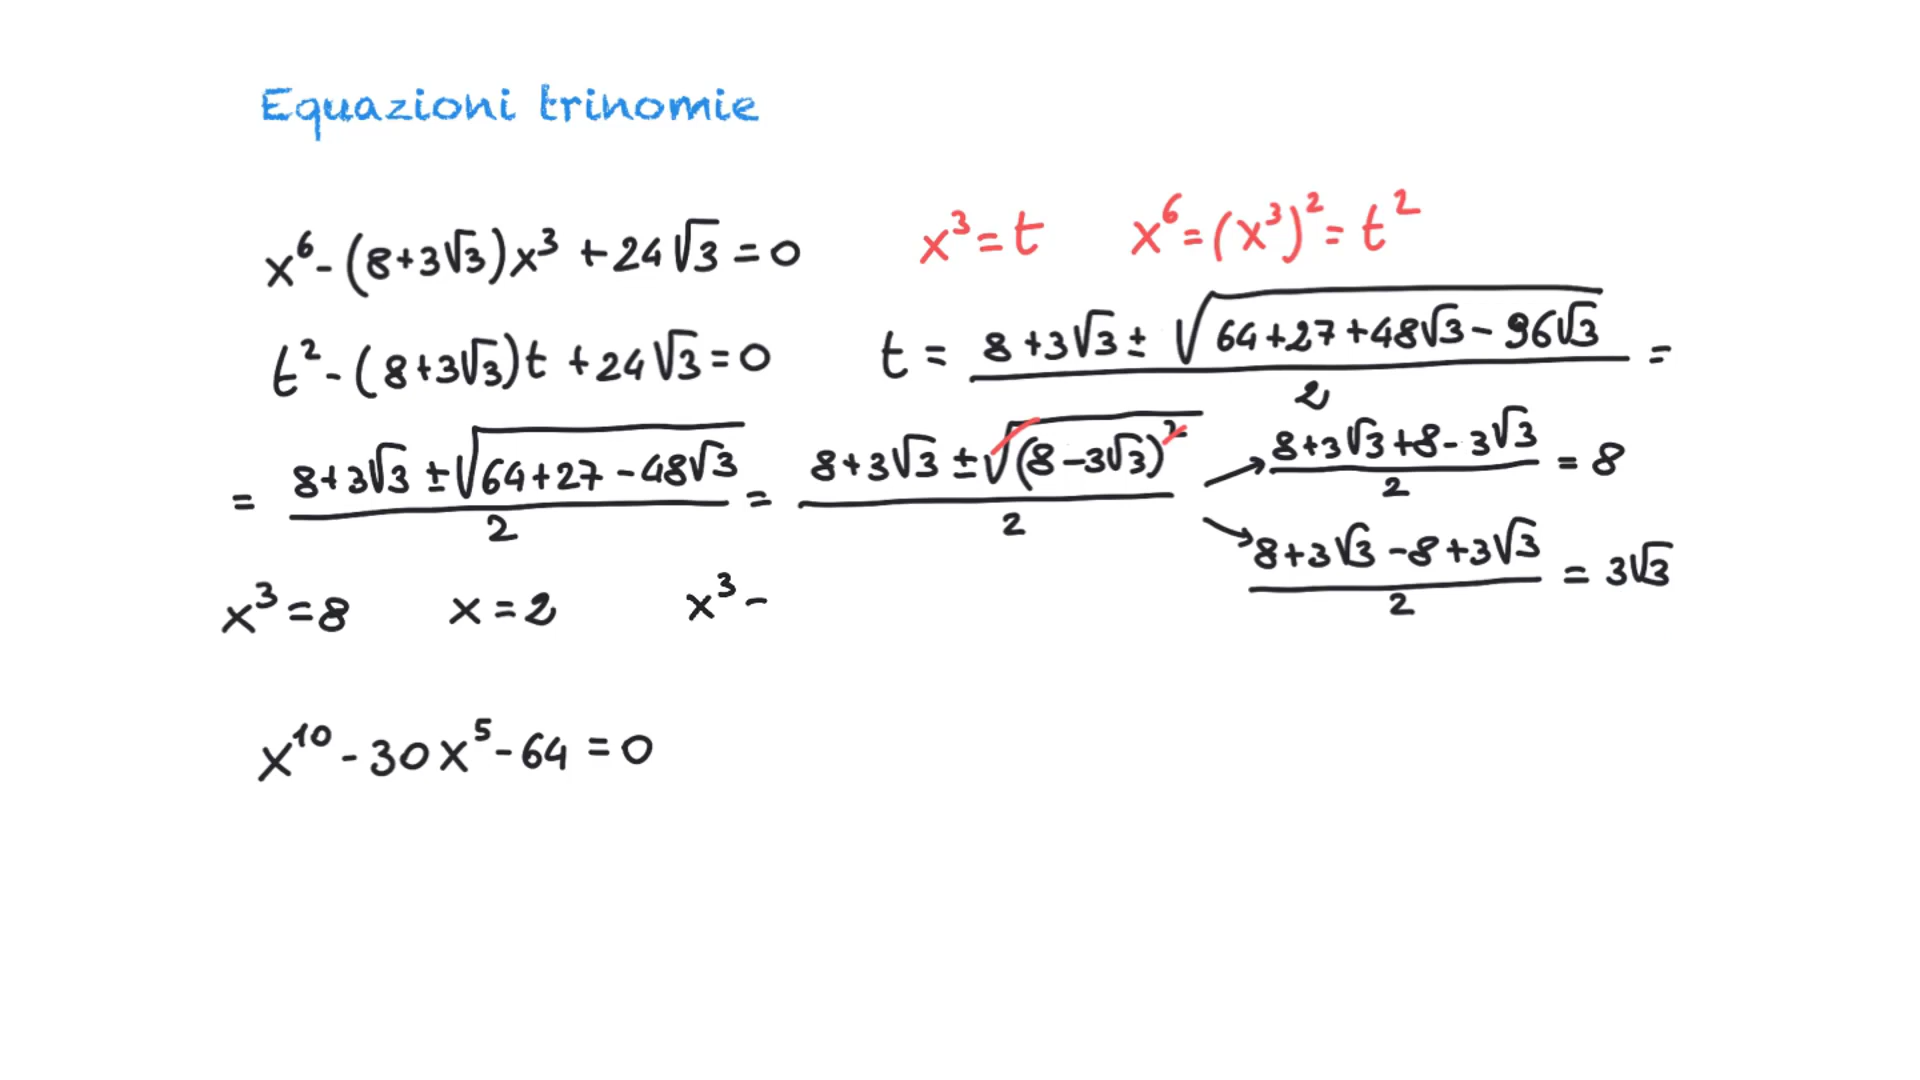 Equazioni trinomie
x⁶ - (8+3√3)x³ + 24√3 = 0
x³ = t    x⁶ = (x³)² = t²
t² - (8+3√3)t + 24√3 = 0
t = (8+3√3 ± √(64+27+48√3 - 96√3))/2 =
= (8+3√3 ± √(64+27-48√3))/2 = (8+3√3 ± √((8-3√3)²))/2
→ (8+3√3+8-3√3)/2 = 8
→ (8+3√3-8+3√3)/2 = 3√3
x³ = 8    x = 2    x³ -
x¹⁰ - 30x⁵ - 64 = 0